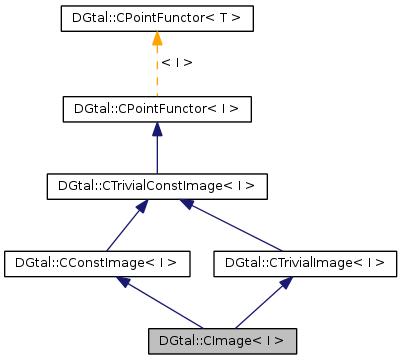 DGtal::CPointFunctor< T >
< I >
DGtal::CPointFunctor< I >
DGtal::CTrivialConstImage< I >
DGtal::CConstImage< I >
DGtal::CTrivialImage< I >
DGtal::CImage< I >